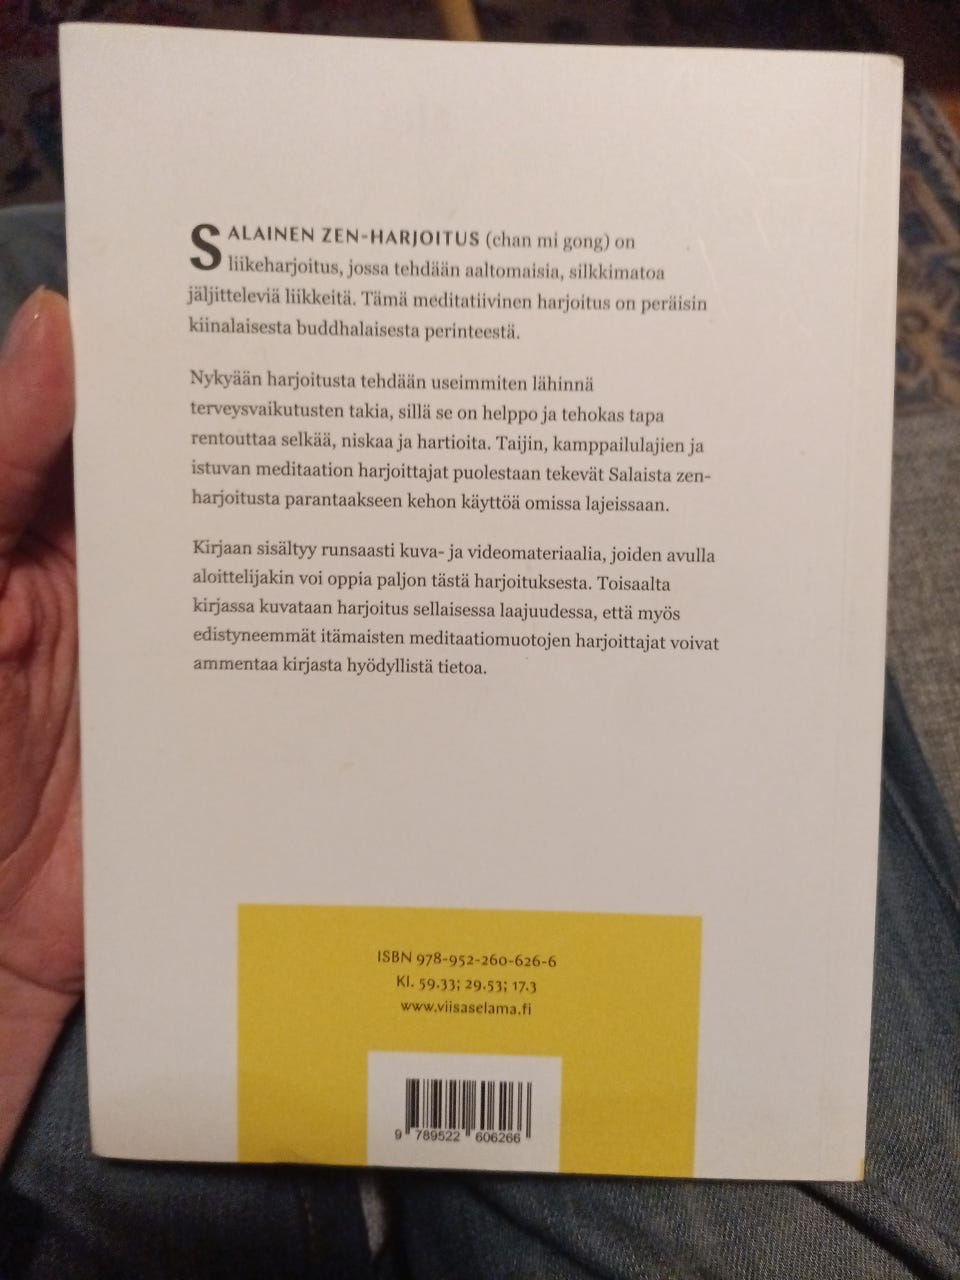 SALAINEN ZEN-HARJOITUS (chan mi gong) on
liikeharjoitus, jossa tehdään aaltomaisia, silkkimatoa
jäljitteleviä liikkeitä. Tämä meditatiivinen harjoitus on peräisin
kiinalaisesta buddhalaisesta perinteestä.
Nykyään harjoitusta tehdään useimmiten lähinnä
terveysvaikutusten takia, sillä se on helppo ja tehokas tapa
rentouttaa selkää, niskaa ja hartioita. Taijin, kamppailulajien ja
istuvan meditaation harjoittajat puolestaan tekevät Salaista zen-
harjoitusta parantaakseen kehon käyttöä omissa lajeissaan.
Kirjaan sisältyy runsaasti kuva- ja videomateriaalia, joiden avulla
aloittelijakin voi oppia paljon tästä harjoituksesta. Toisaalta
kirjassa kuvataan harjoitus sellaisessa laajuudessa, että myös
edistyneemmät itämaisten meditaatiomuotojen harjoittajat voivat
ammentaa kirjasta hyödyllistä tietoa.
ISBN 978-952-260-626-6
Kl. 59.33; 29.53; 17.3
www.viisaselama.fi
9 789522 606266